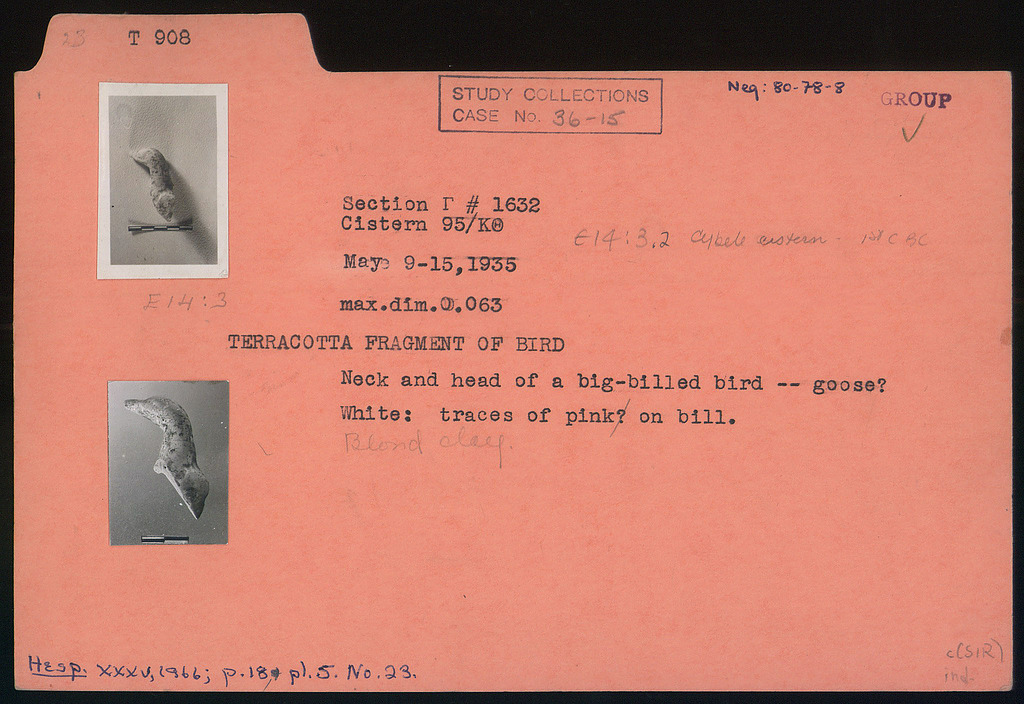 23 T 908
STUDY COLLECTIONS
CASE No. 36-15
Neg: 80-78-8
GROUP
✓
Section Γ # 1632
Cistern 95/ΚΘ
E14:3.2 Cybele cistern - 1st C BC
May 9-15, 1935
E14:3
max.dim.0.063
TERRACOTTA FRAGMENT OF BIRD
Neck and head of a big-billed bird -- goose?
White: traces of pink? on bill.
Blond clay.
Hesp. XXXV, 1966; p.18, pl.5. No.23.
c(SIR)
ind.